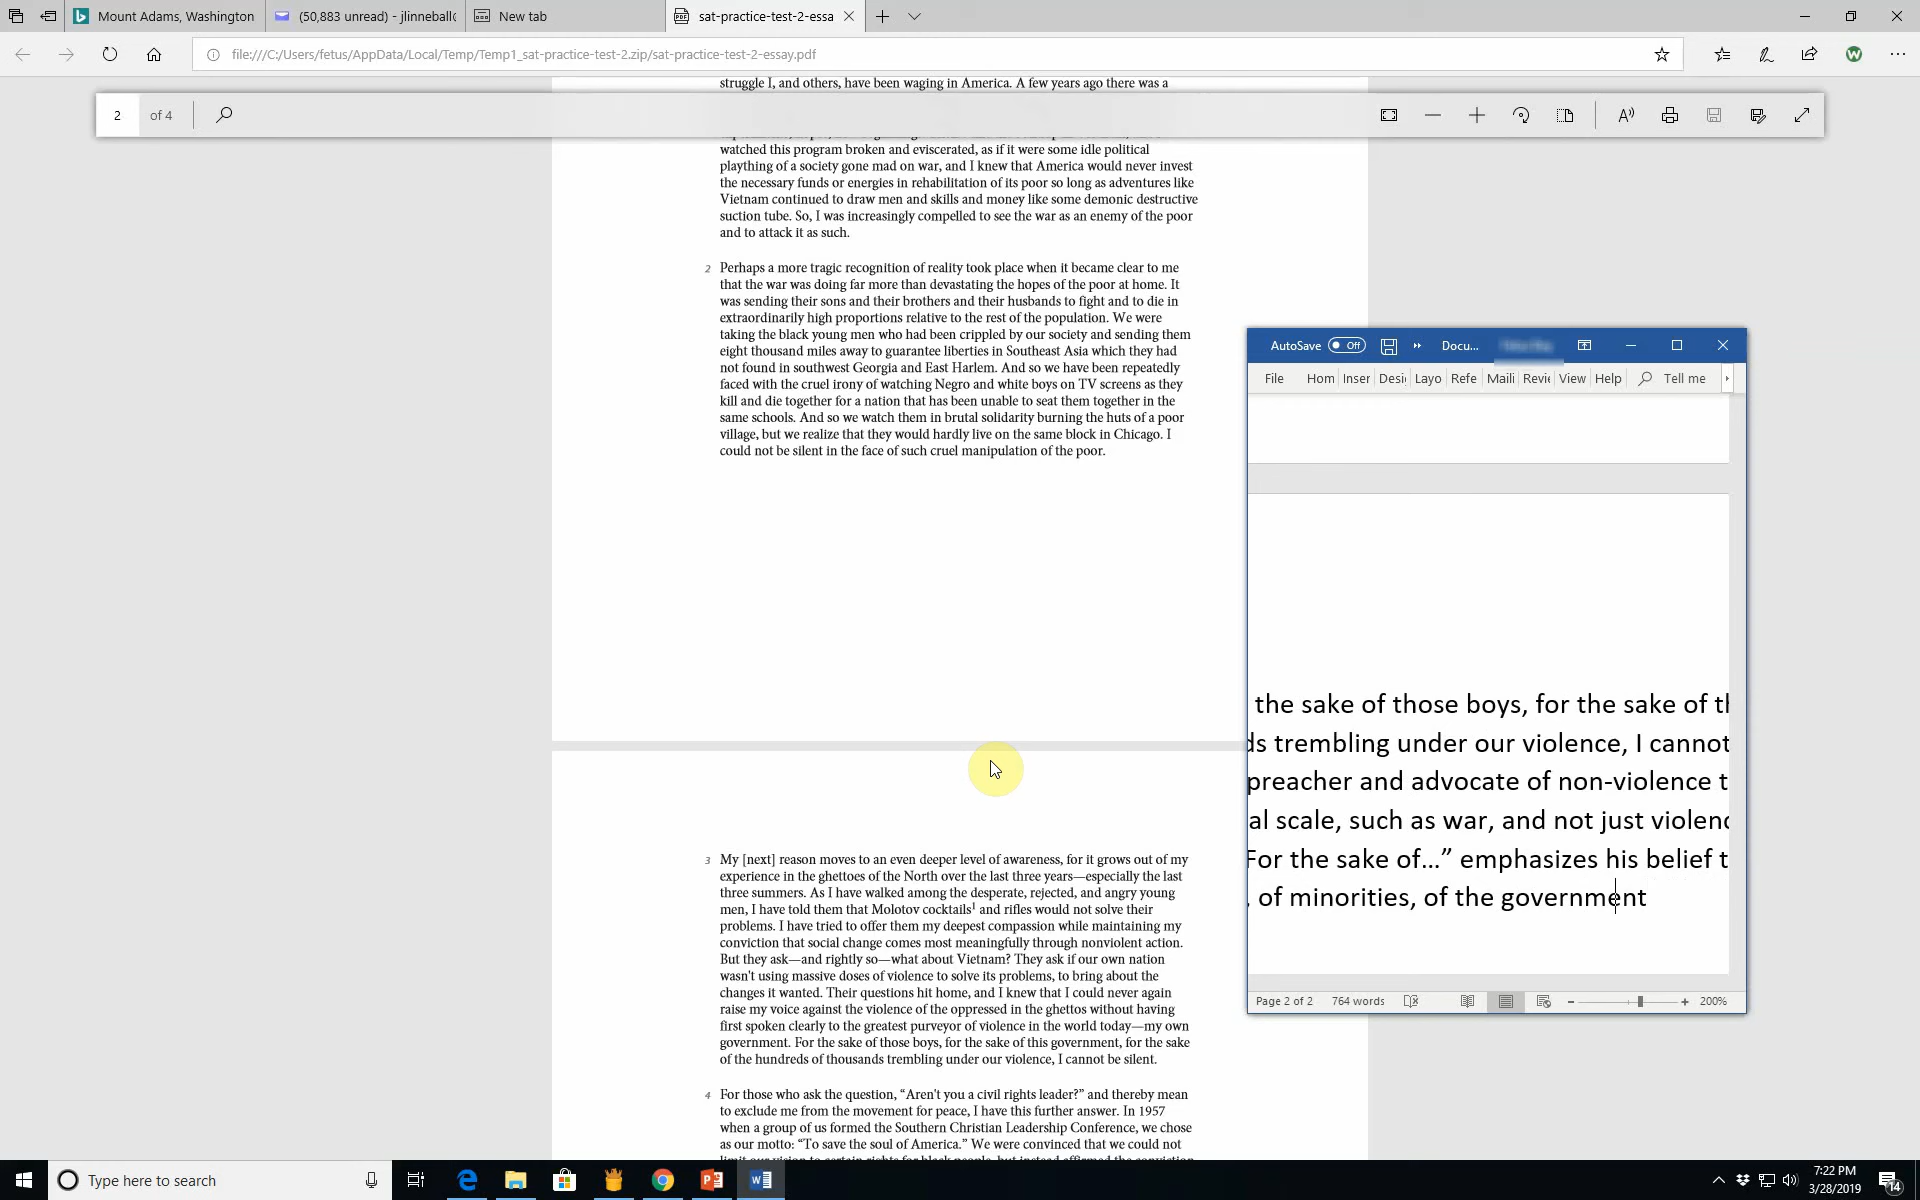 Mount Adams, Washington
(50,883 unread) - jlinneball
New tab
sat-practice-test-2-essa
file:///C:/Users/fetus/AppData/Local/Temp/Temp1_sat-practice-test-2.zip/sat-practice-test-2-essay.pdf
struggle I, and others, have been waging in America. A few years ago there was a
2 of 4
watched this program broken and eviscerated, as if it were some idle political
plaything of a society gone mad on war, and I knew that America would never invest
the necessary funds or energies in rehabilitation of its poor so long as adventures like
Vietnam continued to draw men and skills and money like some demonic destructive
suction tube. So, I was increasingly compelled to see the war as an enemy of the poor
and to attack it as such.
2 Perhaps a more tragic recognition of reality took place when it became clear to me
that the war was doing far more than devastating the hopes of the poor at home. It
was sending their sons and their brothers and their husbands to fight and to die in
extraordinarily high proportions relative to the rest of the population. We were
taking the black young men who had been crippled by our society and sending them
eight thousand miles away to guarantee liberties in Southeast Asia which they had
not found in southwest Georgia and East Harlem. And so we have been repeatedly
faced with the cruel irony of watching Negro and white boys on TV screens as they
kill and die together for a nation that has been unable to seat them together in the
same schools. And so we watch them in brutal solidarity burning the huts of a poor
village, but we realize that they would hardly live on the same block in Chicago. I
could not be silent in the face of such cruel manipulation of the poor.
3 My [next] reason moves to an even deeper level of awareness, for it grows out of my
experience in the ghettoes of the North over the last three years—especially the last
three summers. As I have walked among the desperate, rejected, and angry young
men, I have told them that Molotov cocktails1 and rifles would not solve their
problems. I have tried to offer them my deepest compassion while maintaining my
conviction that social change comes most meaningfully through nonviolent action.
But they ask—and rightly so—what about Vietnam? They ask if our own nation
wasn't using massive doses of violence to solve its problems, to bring about the
changes it wanted. Their questions hit home, and I knew that I could never again
raise my voice against the violence of the oppressed in the ghettos without having
first spoken clearly to the greatest purveyor of violence in the world today—my own
government. For the sake of those boys, for the sake of this government, for the sake
of the hundreds of thousands trembling under our violence, I cannot be silent.
4 For those who ask the question, “Aren't you a civil rights leader?” and thereby mean
to exclude me from the movement for peace, I have this further answer. In 1957
when a group of us formed the Southern Christian Leadership Conference, we chose
as our motto: “To save the soul of America.” We were convinced that we could not
limit our vision to certain rights for black people, but instead affirmed the conviction
AutoSave Off Docu...
File Hom Inser Desi Layo Refe Maili Revie View Help Tell me
the sake of those boys, for the sake of th
ds trembling under our violence, I cannot
preacher and advocate of non-violence t
al scale, such as war, and not just violenc
For the sake of…” emphasizes his belief t
. of minorities, of the government
Page 2 of 2 764 words 200%
Type here to search
7:22 PM
3/28/2019
14